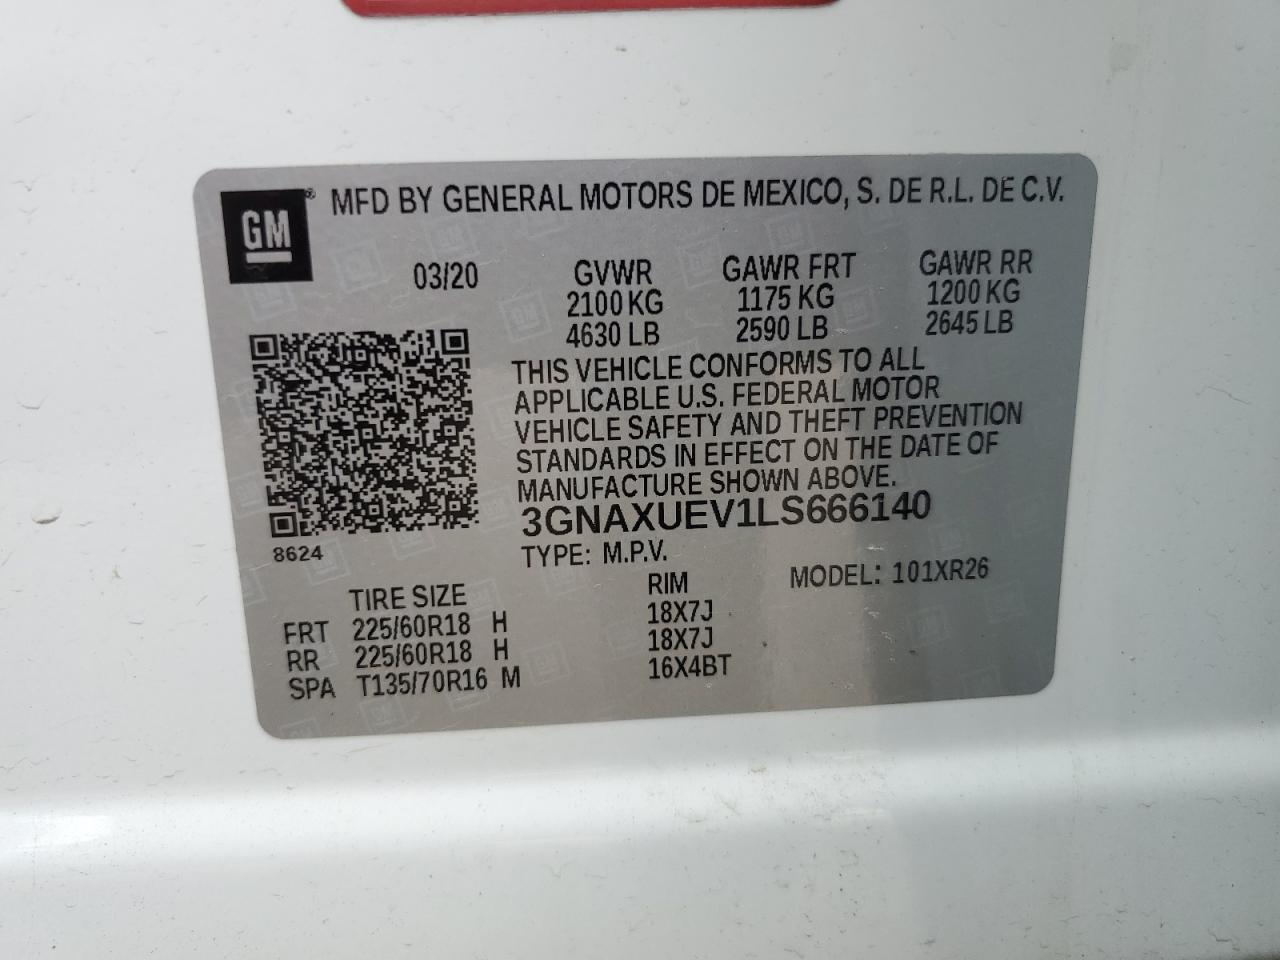 GM ® MFD BY GENERAL MOTORS DE MEXICO, S. DE R.L. DE C.V.
03/20 GVWR GAWR FRT GAWR RR
2100 KG 1175 KG 1200 KG
4630 LB 2590 LB 2645 LB
THIS VEHICLE CONFORMS TO ALL
APPLICABLE U.S. FEDERAL MOTOR
VEHICLE SAFETY AND THEFT PREVENTION
STANDARDS IN EFFECT ON THE DATE OF
MANUFACTURE SHOWN ABOVE.
3GNAXUEV1LS666140
8624
TYPE: M.P.V. MODEL: 101XR26
TIRE SIZE RIM
FRT 225/60R18 H 18X7J
RR 225/60R18 H 18X7J
SPA T135/70R16 M 16X4BT